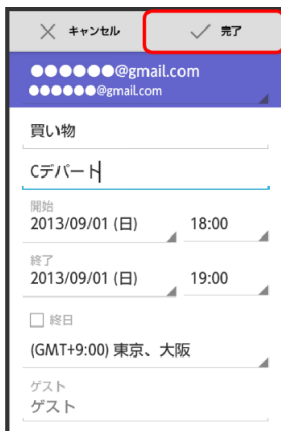 キャンセル 完了
●●●●●●@gmail.com
●●●●●●@gmail.com
買い物
Cデパート
開始
2013/09/01 (日) 18:00
終了
2013/09/01 (日) 19:00
終日
(GMT+9:00) 東京、大阪
ゲスト
ゲスト